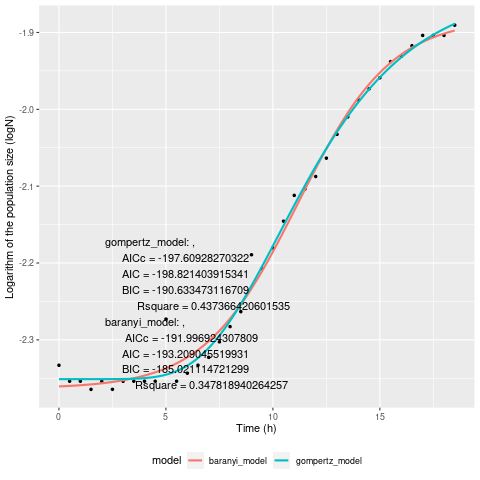 -1.9
-2.0
-2.1
-2.2
-2.3
Logarithm of the population size (logN)
gompertz_model: ,
AICc = -197.60928270322
AIC = -198.821403915341
BIC = -190.633473116709
Rsquare = 0.437366420601535
baranyi_model: ,
AICc = -191.996924307809
AIC = -193.209045519931
BIC = -185.021114721299
Rsquare = 0.347818940264257
0 5 10 15
Time (h)
model baranyi_model gompertz_model